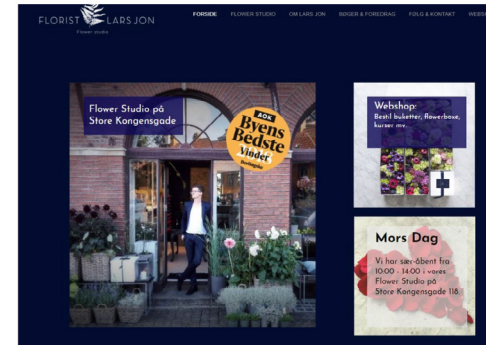 FLORIST LARS JON
Flower studio
FORSIDE FLOWER STUDIO OM LARS JON BØGER & FOREDRAG FØLG & KONTAKT
Flower Studio på
Store Kongensgade
AOK
Byens
Bedste
Vinder
Berlingske
Webshop:
Bestil buketter, flowerboxe,
kurser mv.
Mors Dag
Vi har sær-åbent fra
10:00 - 14:00 i vores
Flower Studio på
Store Kongensgade 118.